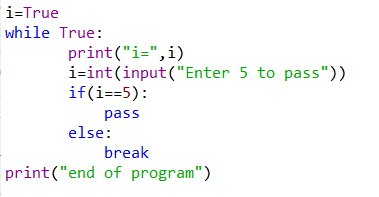 i=True
while True:
        print("i=",i)
        i=int(input("Enter 5 to pass"))
        if(i==5):
            pass
        else:
            break
print("end of program")